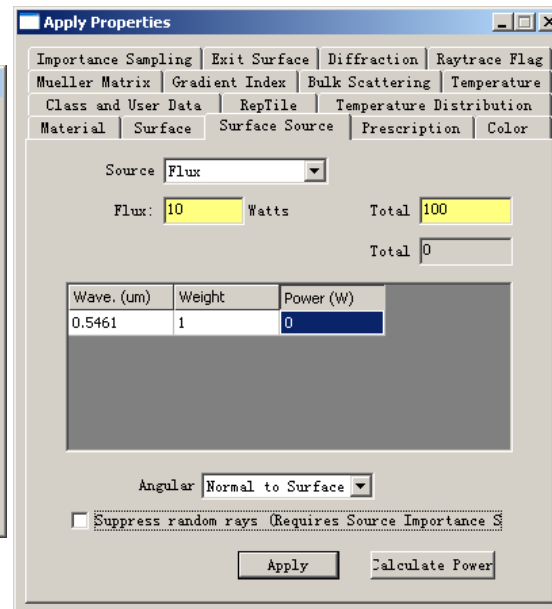 Apply Properties
Importance Sampling Exit Surface Diffraction Raytrace Flag
Mueller Matrix Gradient Index Bulk Scattering Temperature
Class and User Data RepTile Temperature Distribution
Material Surface Surface Source Prescription Color
Source Flux
Flux: 10 Watts Total 100
Total 0
Wave. (um) Weight Power (W)
0.5461 1 0
Angular Normal to Surface
Suppress random rays (Requires Source Importance S
Apply Calculate Power